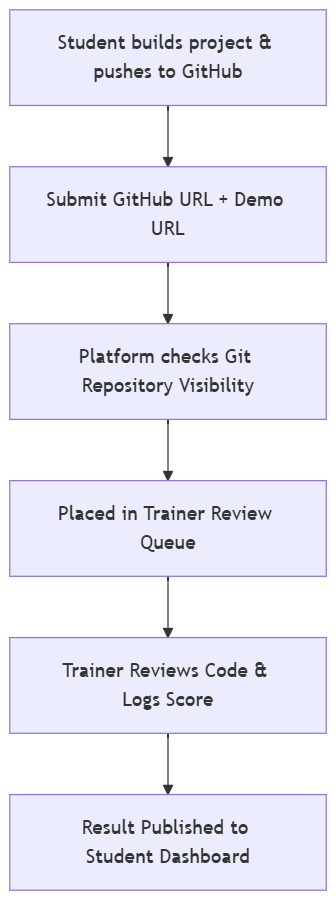 Student builds project &
pushes to GitHub
Submit GitHub URL + Demo
URL
Platform checks Git
Repository Visibility
Placed in Trainer Review
Queue
Trainer Reviews Code &
Logs Score
Result Published to
Student Dashboard